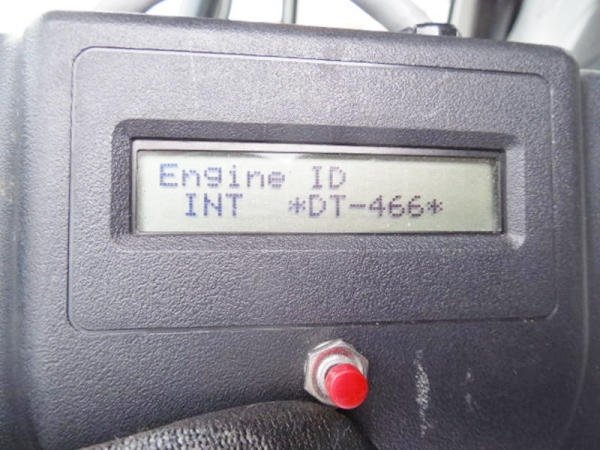 Engine ID
INT *DT-466*